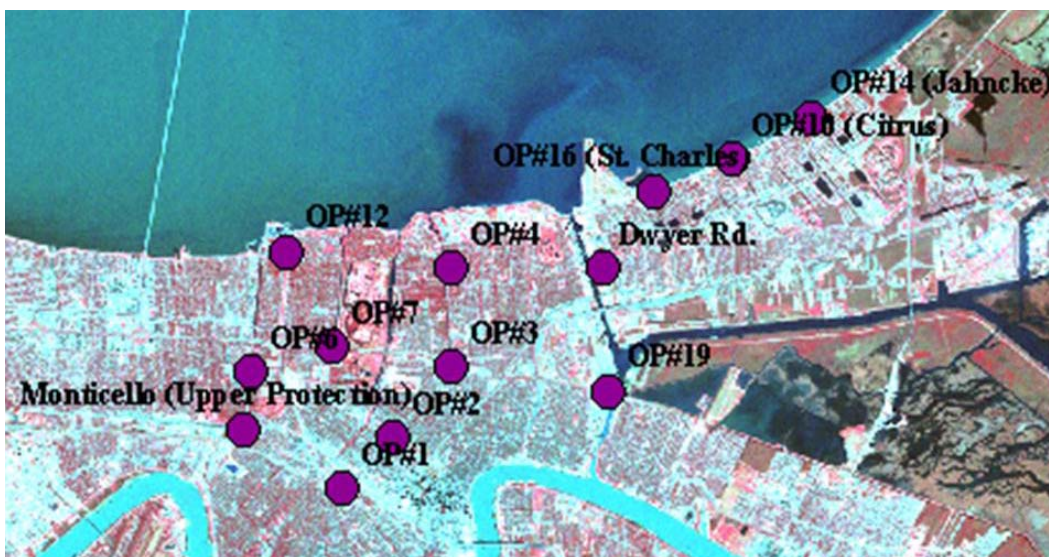 OP#14 (Jahncke)
OP#10 (Citrus)
OP#16 (St. Charles)
OP#12
OP#4
Dwyer Rd.
OP#7
OP#6
OP#3
OP#19
Monticello (Upper Protection)
OP#2
OP#1